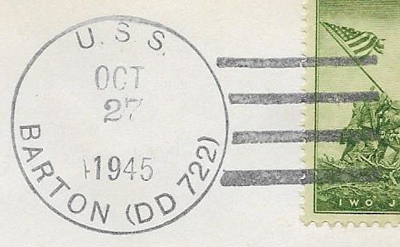 U.S.S.
OCT
27
1945
BARTON (DD 722)
IWO J